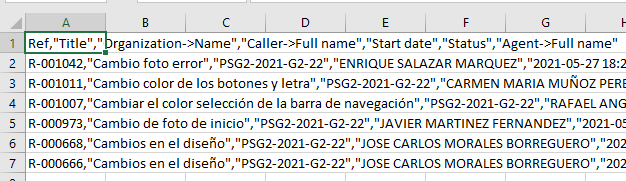 A B C D E F G
1 Ref,"Title","Organization->Name","Caller->Full name","Start date","Status","Agent->Full name"
2 R-001042,"Cambio foto error","PSG2-2021-G2-22","ENRIQUE SALAZAR MARQUEZ","2021-05-27 18:2
3 R-001011,"Cambio color de los botones y letra","PSG2-2021-G2-22","CARMEN MARIA MUÑOZ PERE
4 R-001007,"Cambiar el color selección de la barra de navegación","PSG2-2021-G2-22","RAFAEL ANG
5 R-000973,"Cambio de foto de inicio","PSG2-2021-G2-22","JAVIER MARTINEZ FERNANDEZ","2021-05
6 R-000668,"Cambios en el diseño","PSG2-2021-G2-22","JOSE CARLOS MORALES BORREGUERO","202
7 R-000666,"Cambios en el diseño","PSG2-2021-G2-22","JOSE CARLOS MORALES BORREGUERO","202